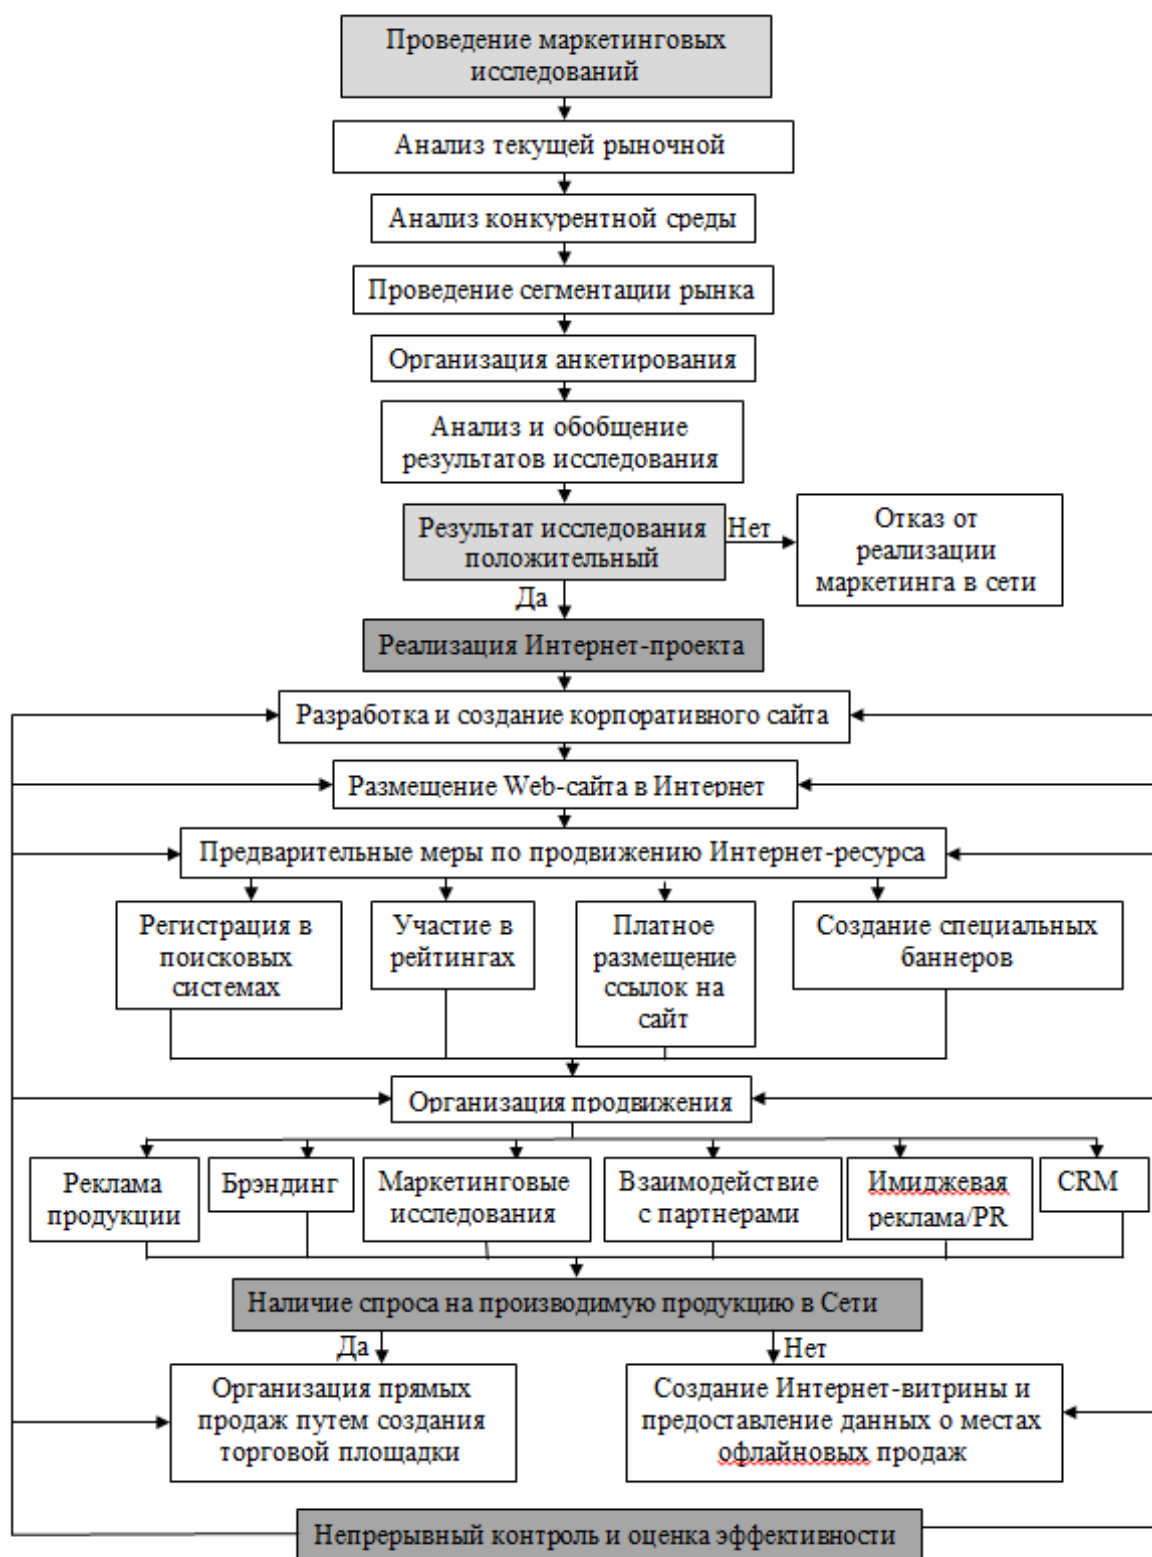 Проведение маркетинговых
исследований
Анализ текущей рыночной
Анализ конкурентной среды
Проведение сегментации рынка
Организация анкетирования
Анализ и обобщение
результатов исследования
Результат исследования
положительный
Нет
Отказ от
реализации
маркетинга в сети
Да
Реализация Интернет-проекта
Разработка и создание корпоративного сайта
Размещение Web-сайта в Интернет
Предварительные меры по продвижению Интернет-ресурса
Регистрация в
поисковых
системах
Участие в
рейтингах
Платное
размещение
ссылок на
сайт
Создание специальных
баннеров
Организация продвижения
Реклама
продукции
Брэндинг
Маркетинговые
исследования
Взаимодействие
с партнерами
Имиджевая
реклама/PR
CRM
Наличие спроса на производимую продукцию в Сети
Да
Нет
Организация прямых
продаж путем создания
торговой площадки
Создание Интернет-витрины и
предоставление данных о местах
офлайновых продаж
Непрерывный контроль и оценка эффективности